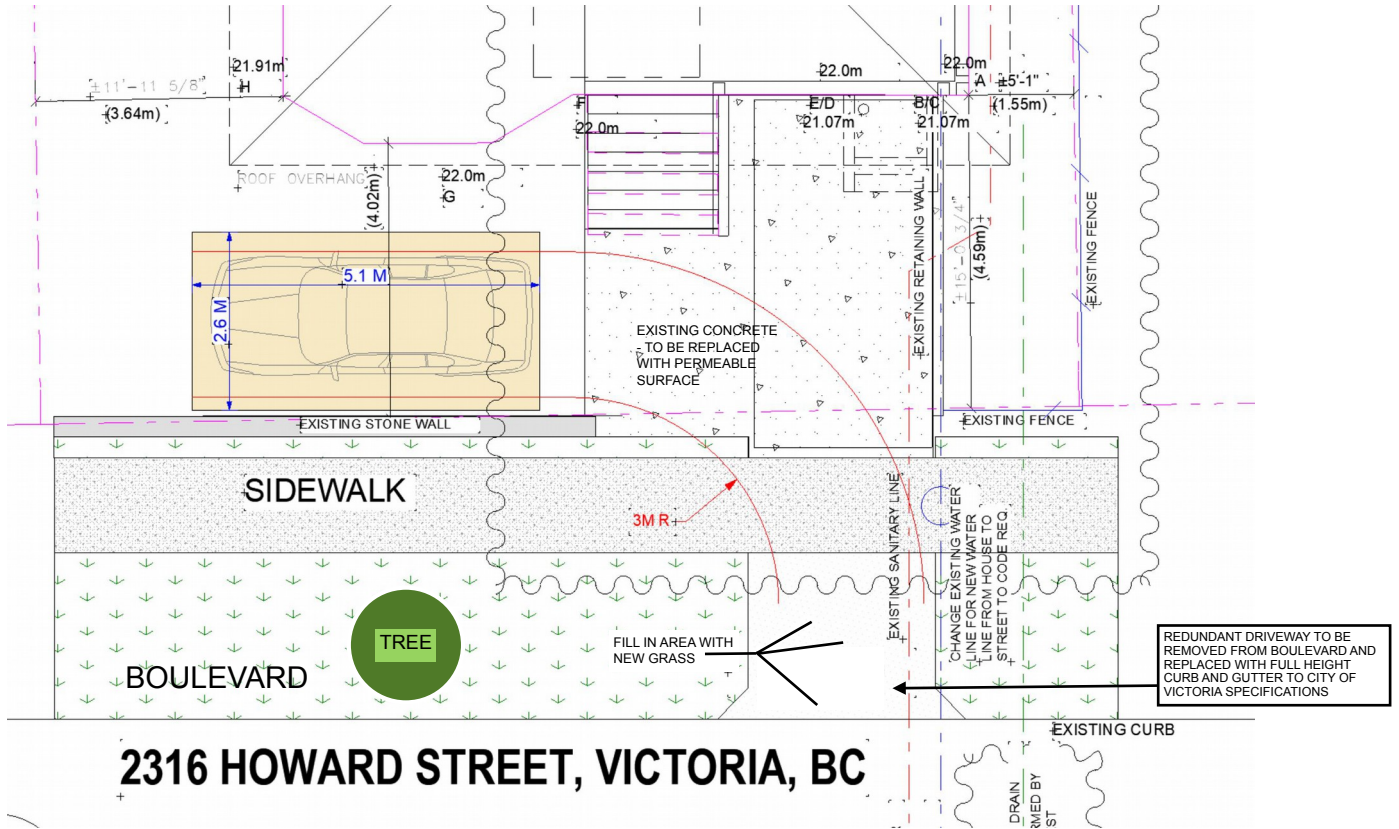 21.91m
H
±11'-11 5/8"
(3.64m)
22.0m
22.0m
A
±5'-1"
(1.55m)
F
22.0m
E/D
21.07m
B/C
21.07m
ROOF OVERHANG
(4.02m)
22.0m
G
EXISTING RETAINING WALL
±15'-0 3/4"
(4.59m)
EXISTING FENCE
5.1 M
2.6 M
EXISTING CONCRETE
- TO BE REPLACED
WITH PERMEABLE
SURFACE
EXISTING STONE WALL
EXISTING FENCE
SIDEWALK
3M R
EXISTING SANITARY LINE
CHANGE EXISTING WATER
LINE FOR NEW WATER
LINE FROM HOUSE TO
STREET TO CODE REQ.
TREE
BOULEVARD
FILL IN AREA WITH
NEW GRASS
REDUNDANT DRIVEWAY TO BE
REMOVED FROM BOULEVARD AND
REPLACED WITH FULL HEIGHT
CURB AND GUTTER TO CITY OF
VICTORIA SPECIFICATIONS
EXISTING CURB
2316 HOWARD STREET, VICTORIA, BC
DRAIN
RMED BY
ST